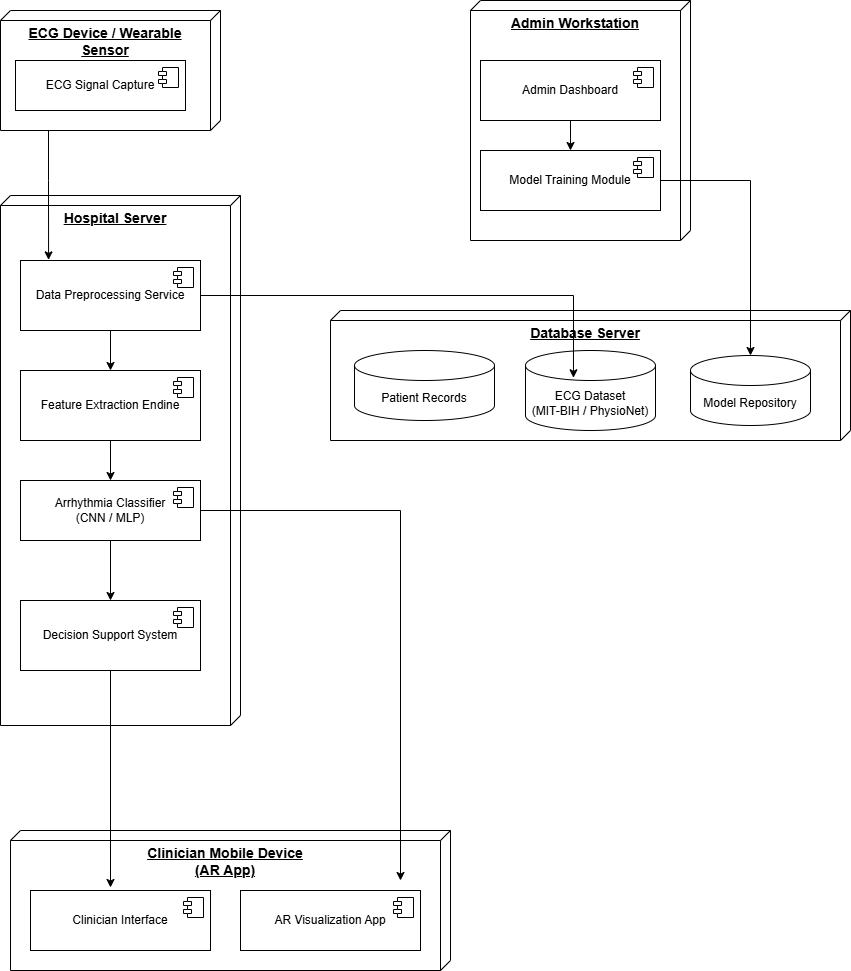 ECG Device / Wearable
Sensor
ECG Signal Capture
Admin Workstation
Admin Dashboard
Model Training Module
Hospital Server
Data Preprocessing Service
Feature Extraction Engine
Arrhythmia Classifier
(CNN / MLP)
Decision Support System
Database Server
Patient Records
ECG Dataset
(MIT-BIH / PhysioNet)
Model Repository
Clinician Mobile Device
(AR App)
Clinician Interface
AR Visualization App